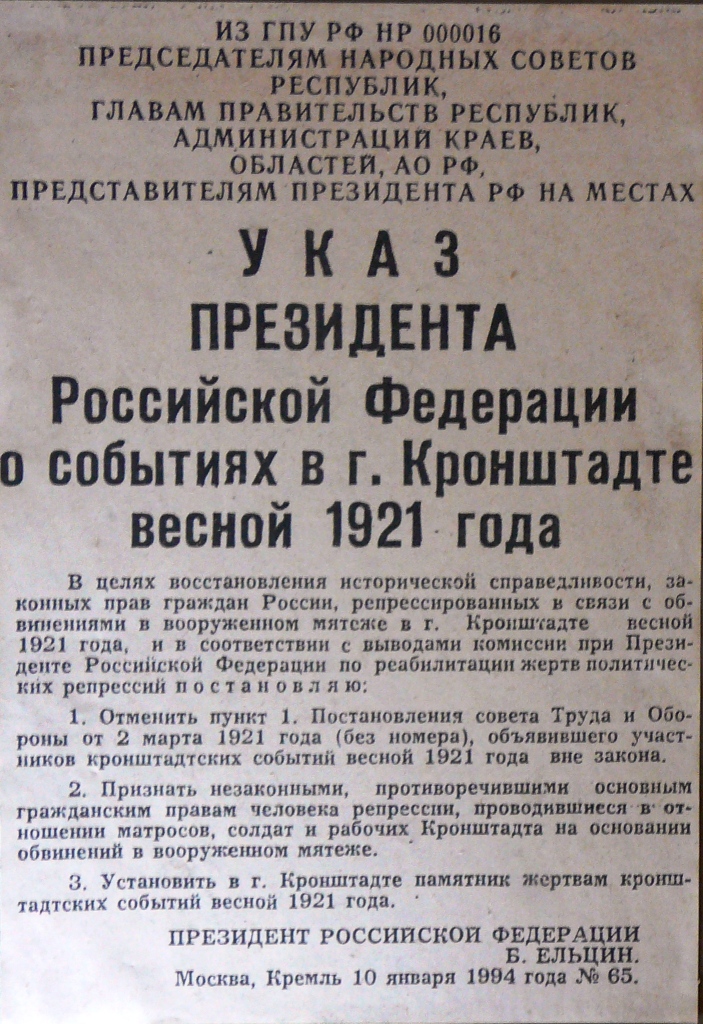 ИЗ ГПУ РФ НР 000016
ПРЕДСЕДАТЕЛЯМ НАРОДНЫХ СОВЕТОВ
РЕСПУБЛИК,
ГЛАВАМ ПРАВИТЕЛЬСТВ РЕСПУБЛИК,
АДМИНИСТРАЦИЙ КРАЕВ,
ОБЛАСТЕЙ, АО РФ,
ПРЕДСТАВИТЕЛЯМ ПРЕЗИДЕНТА РФ НА МЕСТАХ
У К А З
ПРЕЗИДЕНТА
Российской Федерации
о событиях в г. Кронштадте
весной 1921 года
В целях восстановления исторической справедливости, за-
конных прав граждан России, репрессированных в связи с об-
винениями в вооруженном мятеже в г. Кронштадте весной
1921 года, и в соответствии с выводами комиссии при Прези-
денте Российской Федерации по реабилитации жертв политичес-
ких репрессий п о с т а н о в л я ю:
1. Отменить пункт 1. Постановления совета Труда и Обо-
роны от 2 марта 1921 года (без номера), объявившего участ-
ников кронштадтских событий весной 1921 года вне закона.
2. Признать незаконными, противоречившими основным
гражданским правам человека репрессии, проводившиеся в от-
ношении матросов, солдат и рабочих Кронштадта на основании
обвинений в вооруженном мятеже.
3. Установить в г. Кронштадте памятник жертвам кронш-
тадтских событий весной 1921 года.
ПРЕЗИДЕНТ РОССИЙСКОЙ ФЕДЕРАЦИИ
Б. ЕЛЬЦИН.
Москва, Кремль 10 января 1994 года № 65.